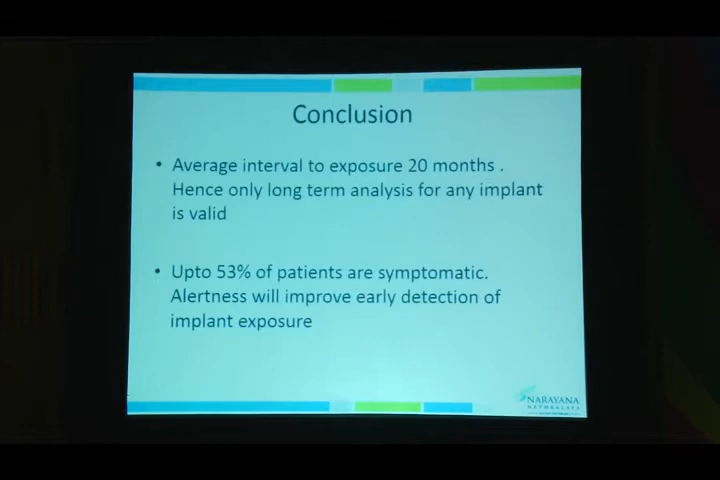 Conclusion
• Average interval to exposure 20 months .
Hence only long term analysis for any implant
is valid
• Upto 53% of patients are symptomatic.
Alertness will improve early detection of
implant exposure
NARAYANA
NETHRALAYA